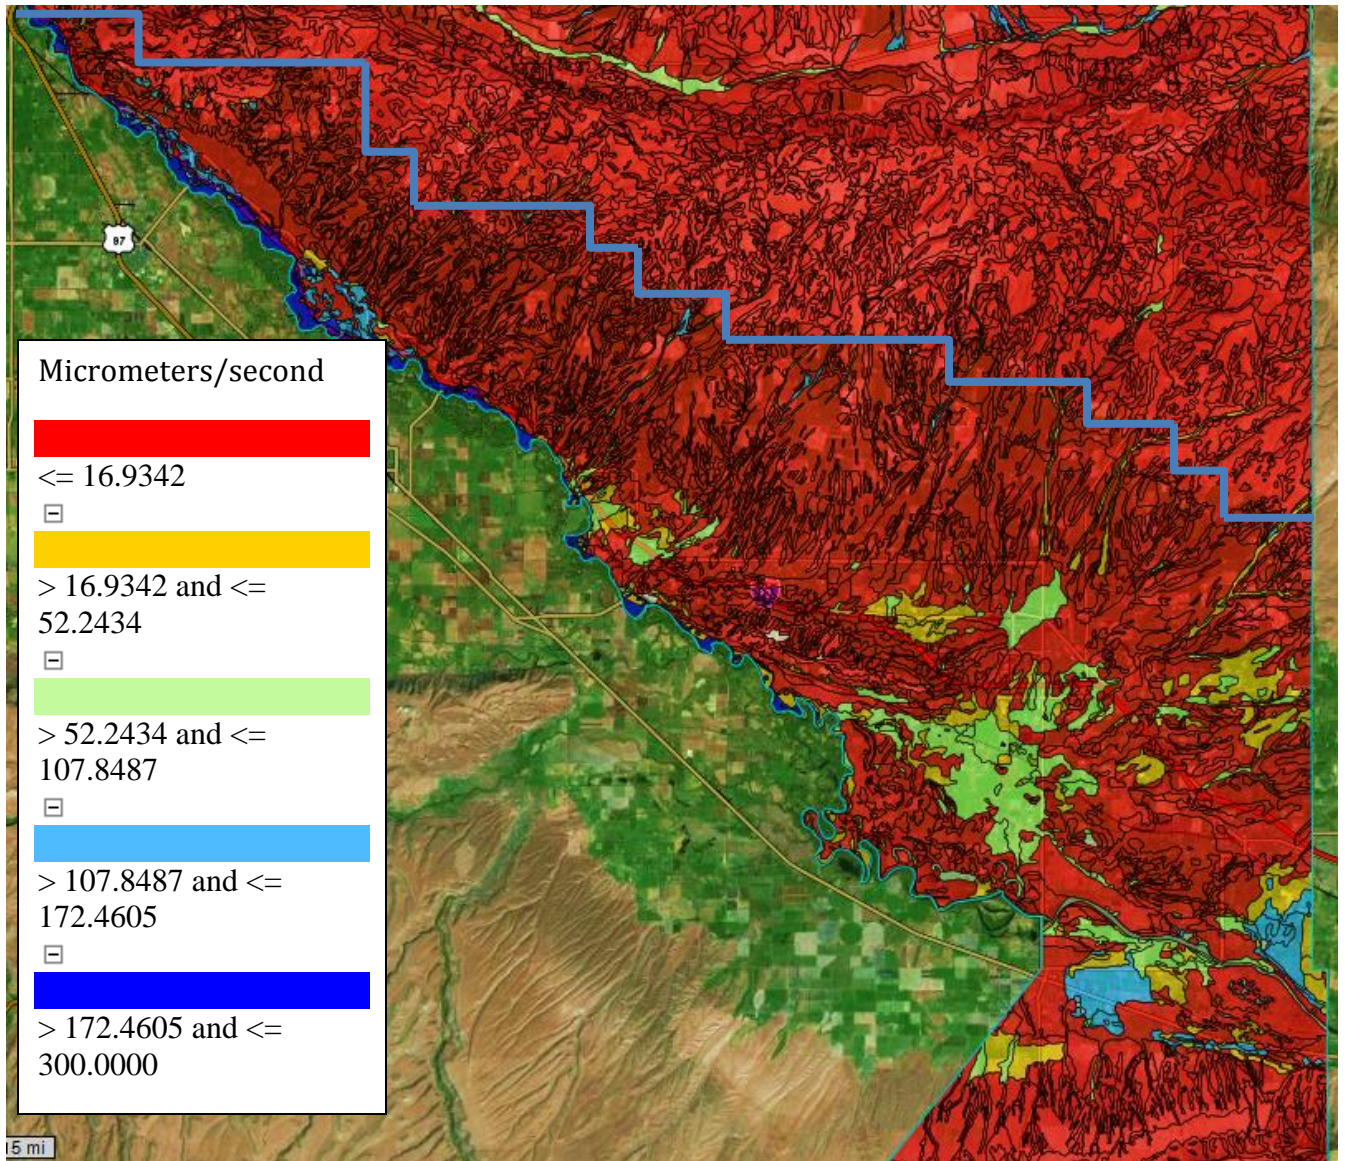 97
Micrometers/second
<= 16.9342
> 16.9342 and <=
52.2434
> 52.2434 and <=
107.8487
> 107.8487 and <=
172.4605
> 172.4605 and <=
300.0000
5 mi